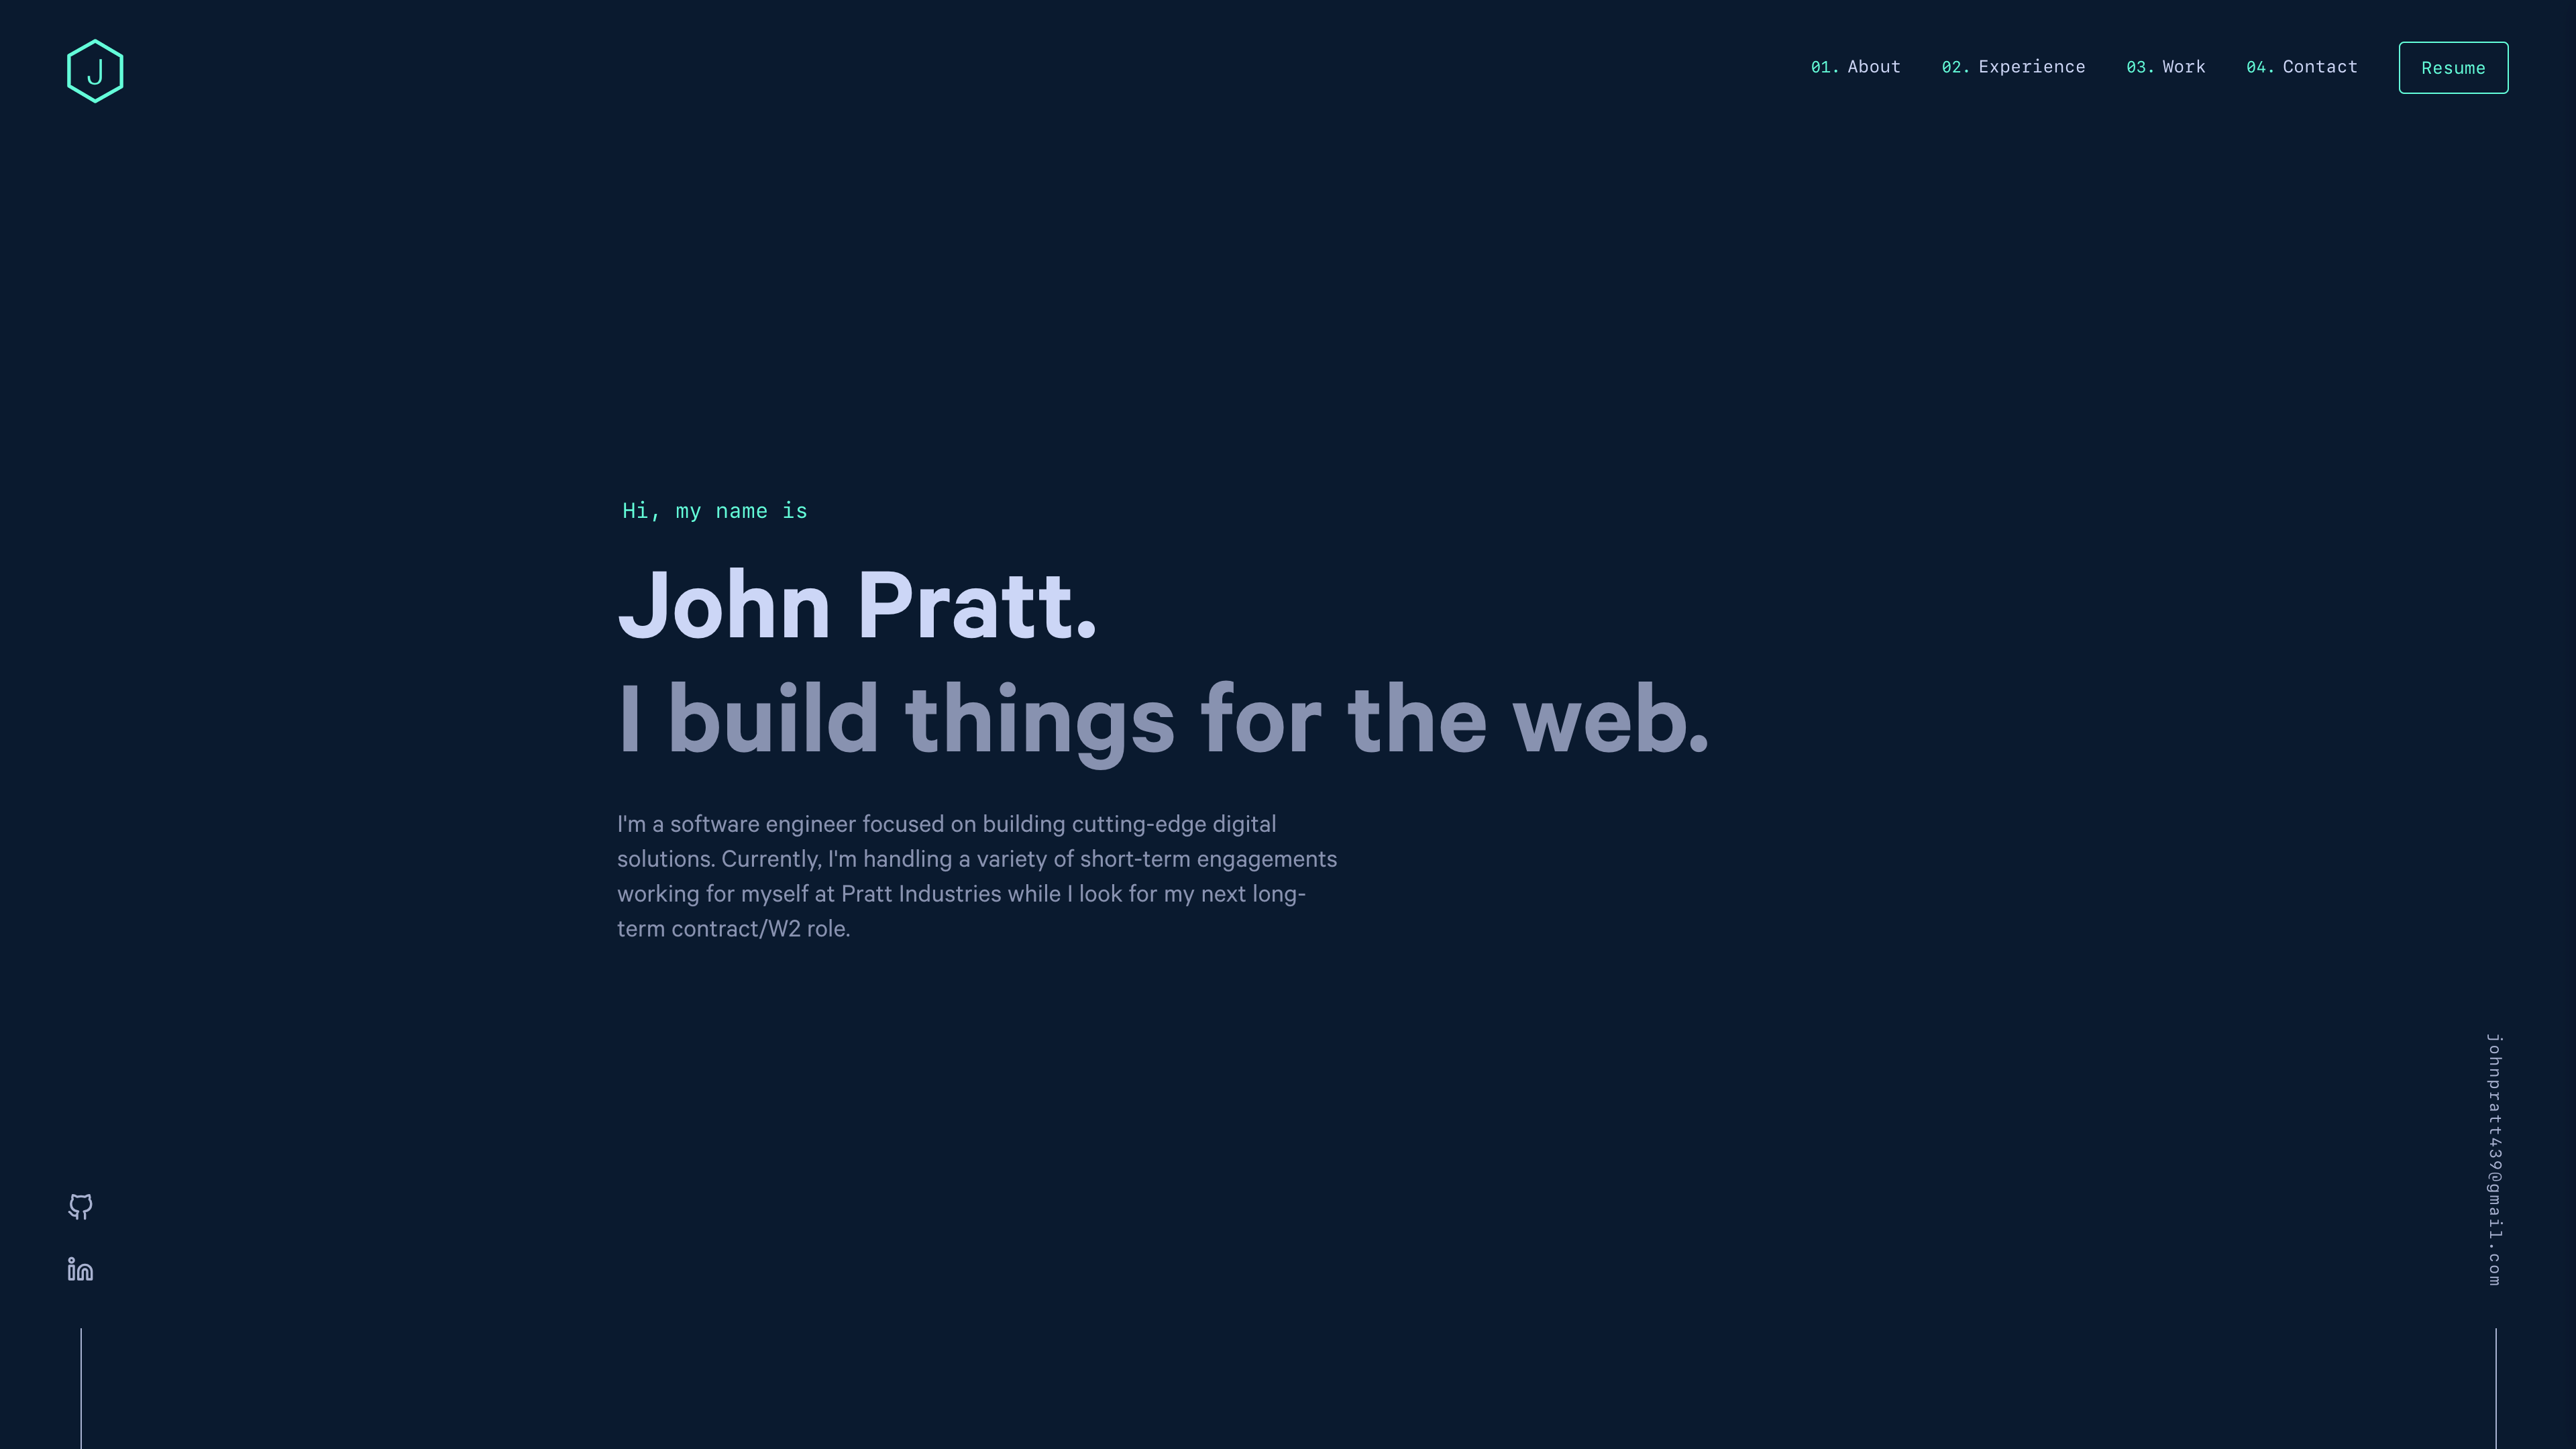 J
01. About 02. Experience 03. Work 04. Contact Resume
Hi, my name is
John Pratt.
I build things for the web.
I'm a software engineer focused on building cutting-edge digital
solutions. Currently, I'm handling a variety of short-term engagements
working for myself at Pratt Industries while I look for my next long-
term contract/W2 role.
johnpratt439@gmail.com
in